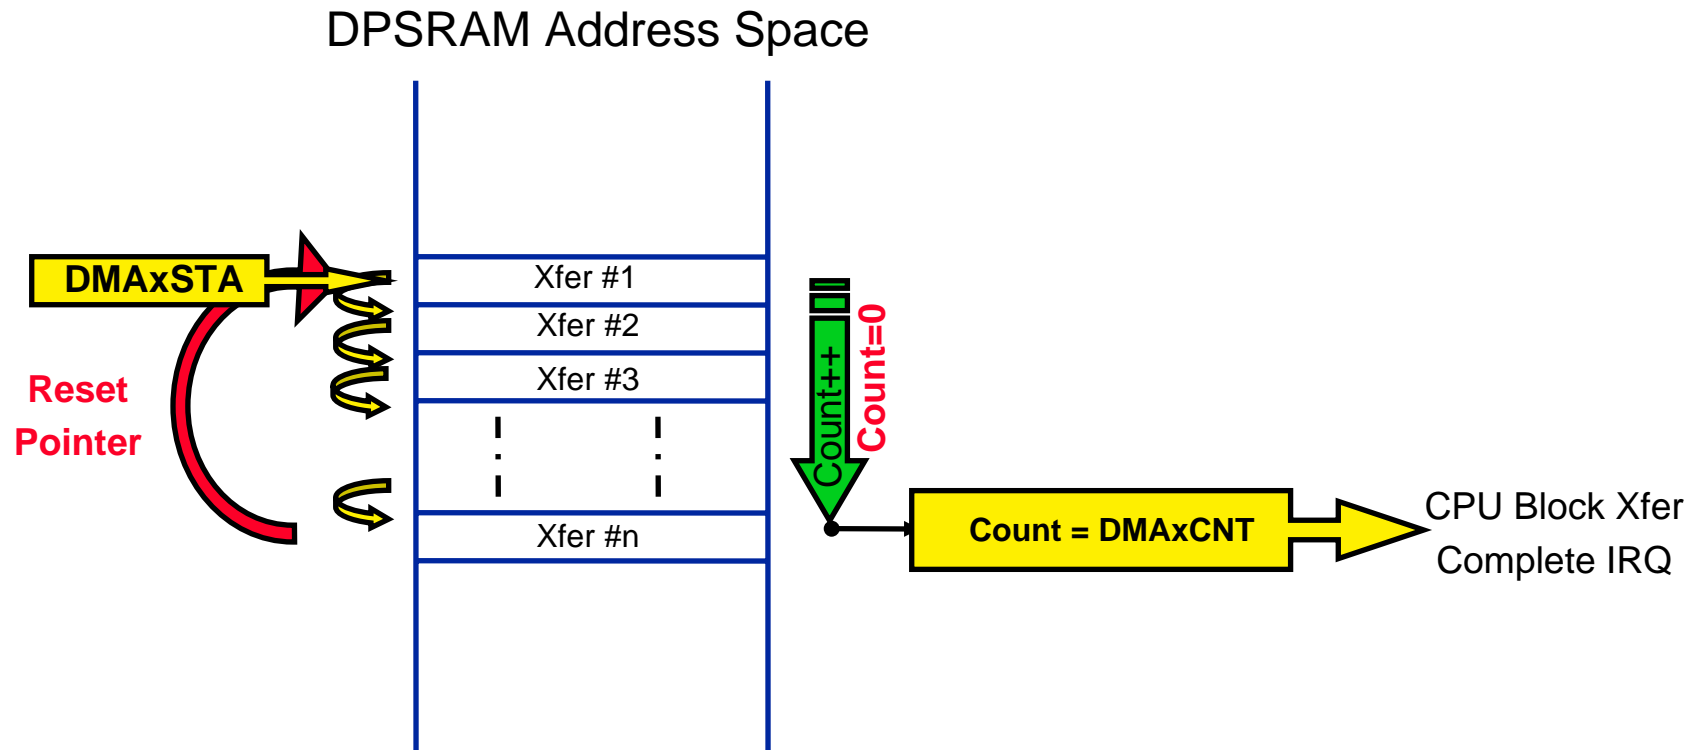 DPSRAM Address Space
DMAxSTA
Xfer #1
Xfer #2
Xfer #3
Xfer #n
Reset
Pointer
Count++
Count=0
Count = DMAxCNT
CPU Block Xfer
Complete IRQ